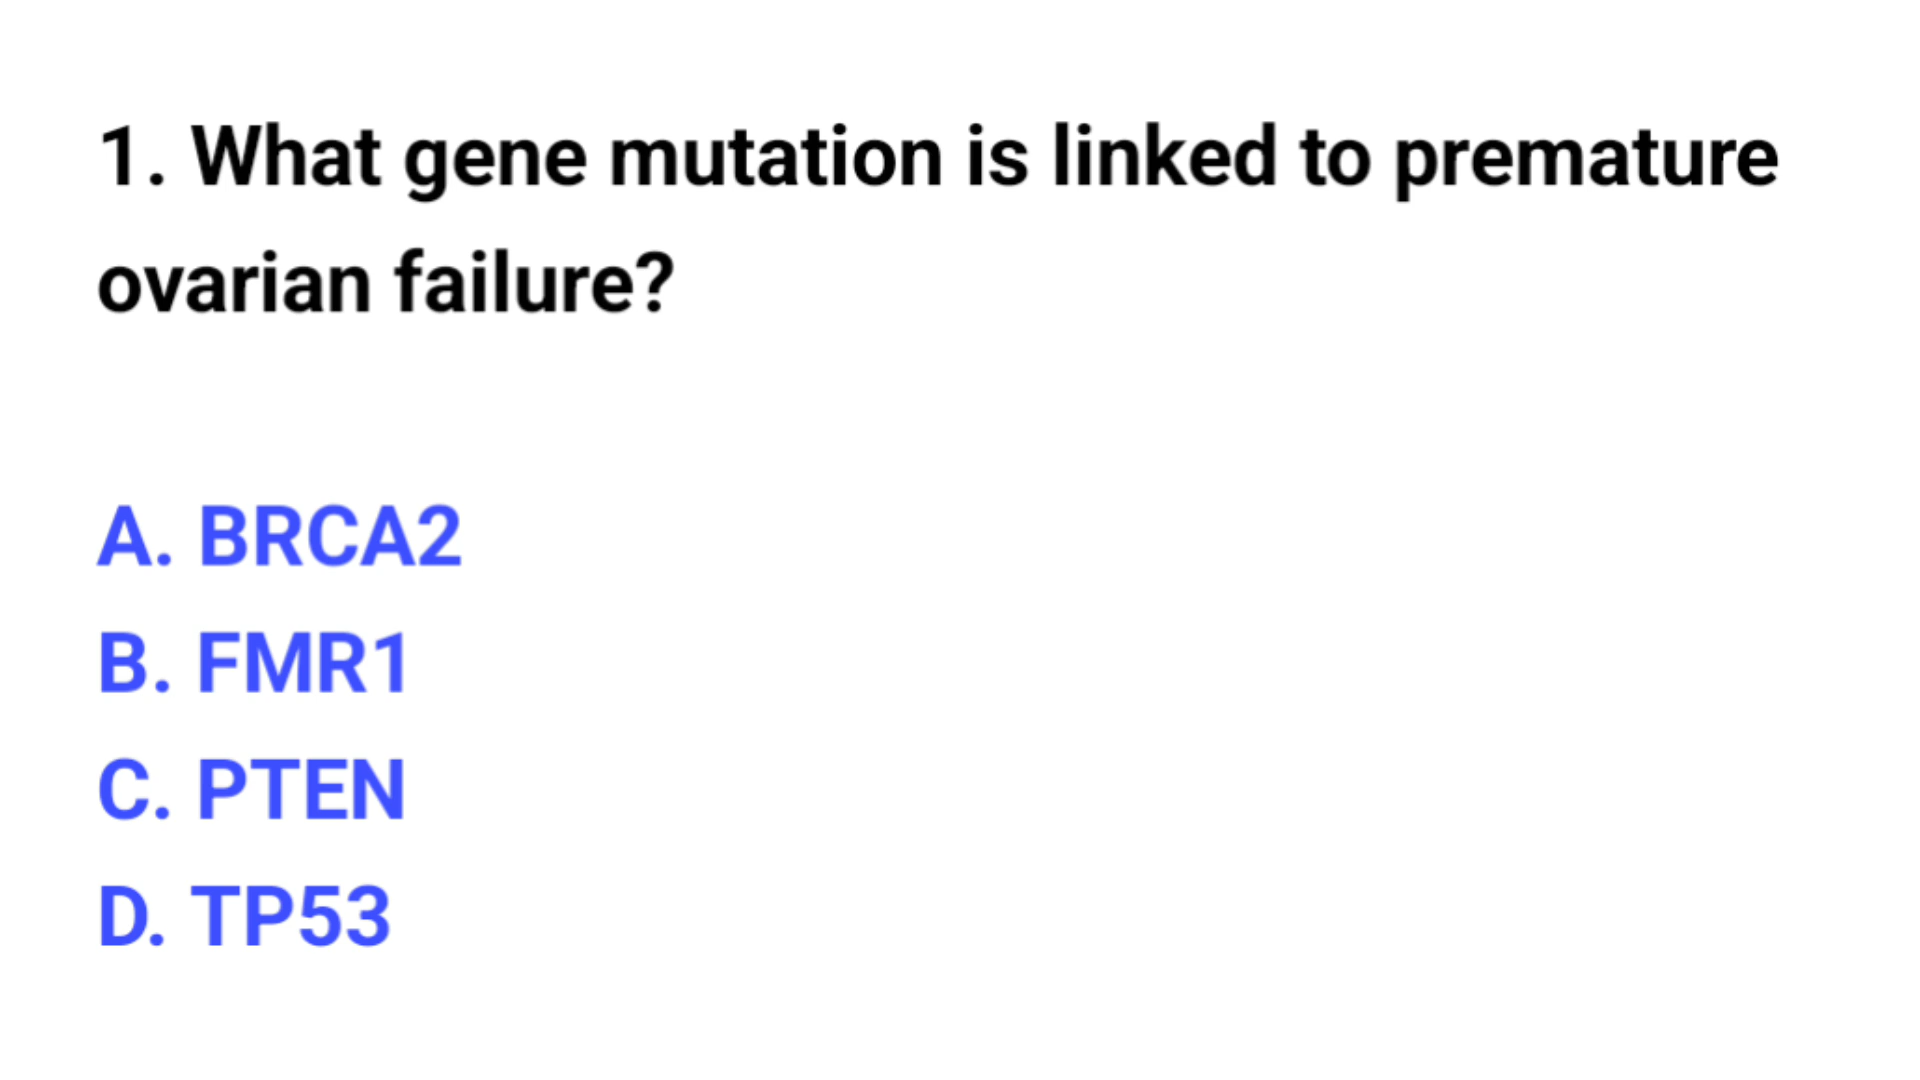 1. What gene mutation is linked to premature
ovarian failure?
A. BRCA2
B. FMR1
C. PTEN
D. TP53